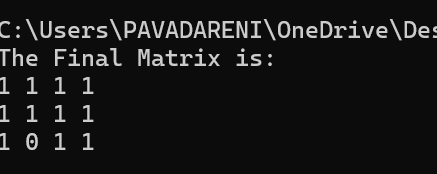 C:\Users\PAVADARENI\OneDrive\Des
The Final Matrix is:
1 1 1 1
1 1 1 1
1 0 1 1